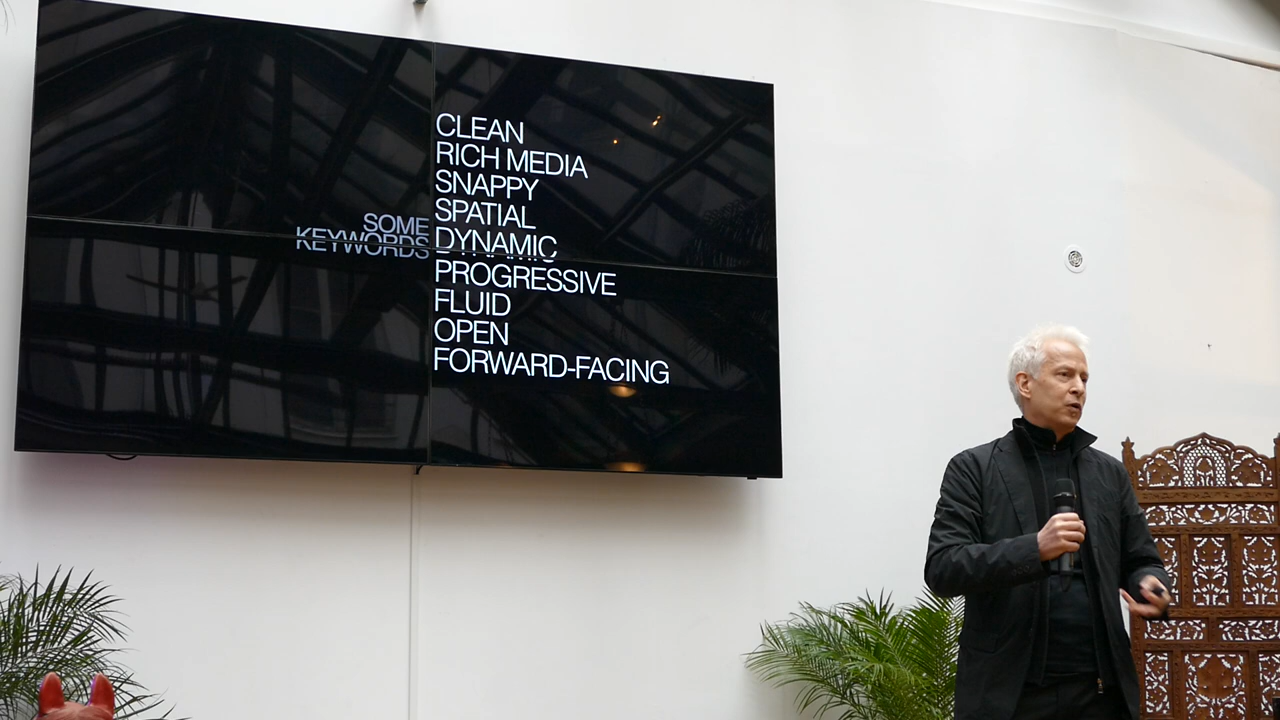 SOME
KEYWORDS
CLEAN
RICH MEDIA
SNAPPY
SPATIAL
DYNAMIC
PROGRESSIVE
FLUID
OPEN
FORWARD-FACING